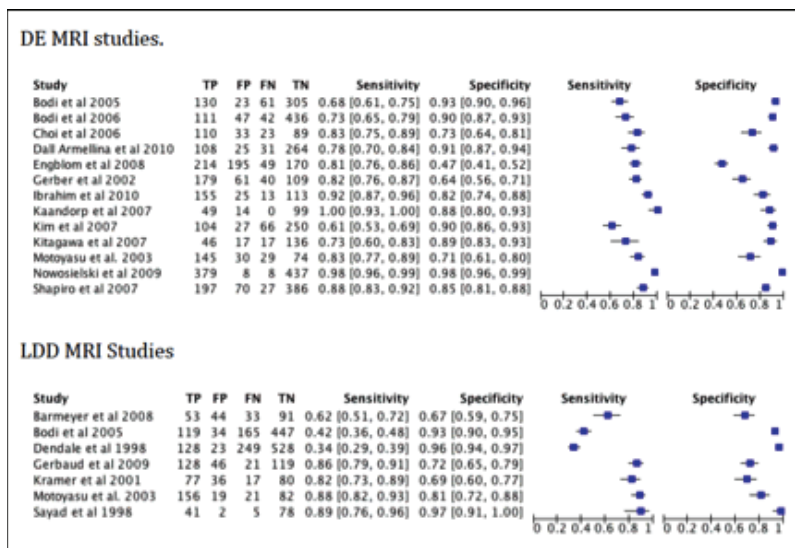 DE MRI studies.
Study TP FP FN TN Sensitivity Specificity Sensitivity Specificity
Bodi et al 2005 130 23 61 305 0.68 [0.61, 0.75] 0.93 [0.90, 0.96]
Bodi et al 2006 111 47 42 436 0.73 [0.65, 0.79] 0.90 [0.87, 0.93]
Choi et al 2006 110 33 23 89 0.83 [0.75, 0.89] 0.73 [0.64, 0.81]
Dall Armellina et al 2010 108 25 31 264 0.78 [0.70, 0.84] 0.91 [0.87, 0.94]
Engblom et al 2008 214 195 49 170 0.81 [0.76, 0.86] 0.47 [0.41, 0.52]
Gerber et al 2002 179 61 40 109 0.82 [0.76, 0.87] 0.64 [0.56, 0.71]
Ibrahim et al 2010 155 25 13 113 0.92 [0.87, 0.96] 0.82 [0.74, 0.88]
Kaandorp et al 2007 49 14 0 99 1.00 [0.93, 1.00] 0.88 [0.80, 0.93]
Kim et al 2007 104 27 66 250 0.61 [0.53, 0.69] 0.90 [0.86, 0.93]
Kitagawa et al 2007 46 17 17 136 0.73 [0.60, 0.83] 0.89 [0.83, 0.93]
Motoyasu et al. 2003 145 30 29 74 0.83 [0.77, 0.89] 0.71 [0.61, 0.80]
Nowosielski et al 2009 379 8 8 437 0.98 [0.96, 0.99] 0.98 [0.96, 0.99]
Shapiro et al 2007 197 70 27 386 0.88 [0.83, 0.92] 0.85 [0.81, 0.88]
0 0.2 0.4 0.6 0.8 1 0 0.2 0.4 0.6 0.8 1
LDD MRI Studies
Study TP FP FN TN Sensitivity Specificity Sensitivity Specificity
Barmeyer et al 2008 53 44 33 91 0.62 [0.51, 0.72] 0.67 [0.59, 0.75]
Bodi et al 2005 119 34 165 447 0.42 [0.36, 0.48] 0.93 [0.90, 0.95]
Dendale et al 1998 128 23 249 528 0.34 [0.29, 0.39] 0.96 [0.94, 0.97]
Gerbaud et al 2009 128 46 21 119 0.86 [0.79, 0.91] 0.72 [0.65, 0.79]
Kramer et al 2001 77 36 17 80 0.82 [0.73, 0.89] 0.69 [0.60, 0.77]
Motoyasu et al. 2003 156 19 21 82 0.88 [0.82, 0.93] 0.81 [0.72, 0.88]
Sayad et al 1998 41 2 5 78 0.89 [0.76, 0.96] 0.97 [0.91, 1.00]
0 0.2 0.4 0.6 0.8 1 0 0.2 0.4 0.6 0.8 1